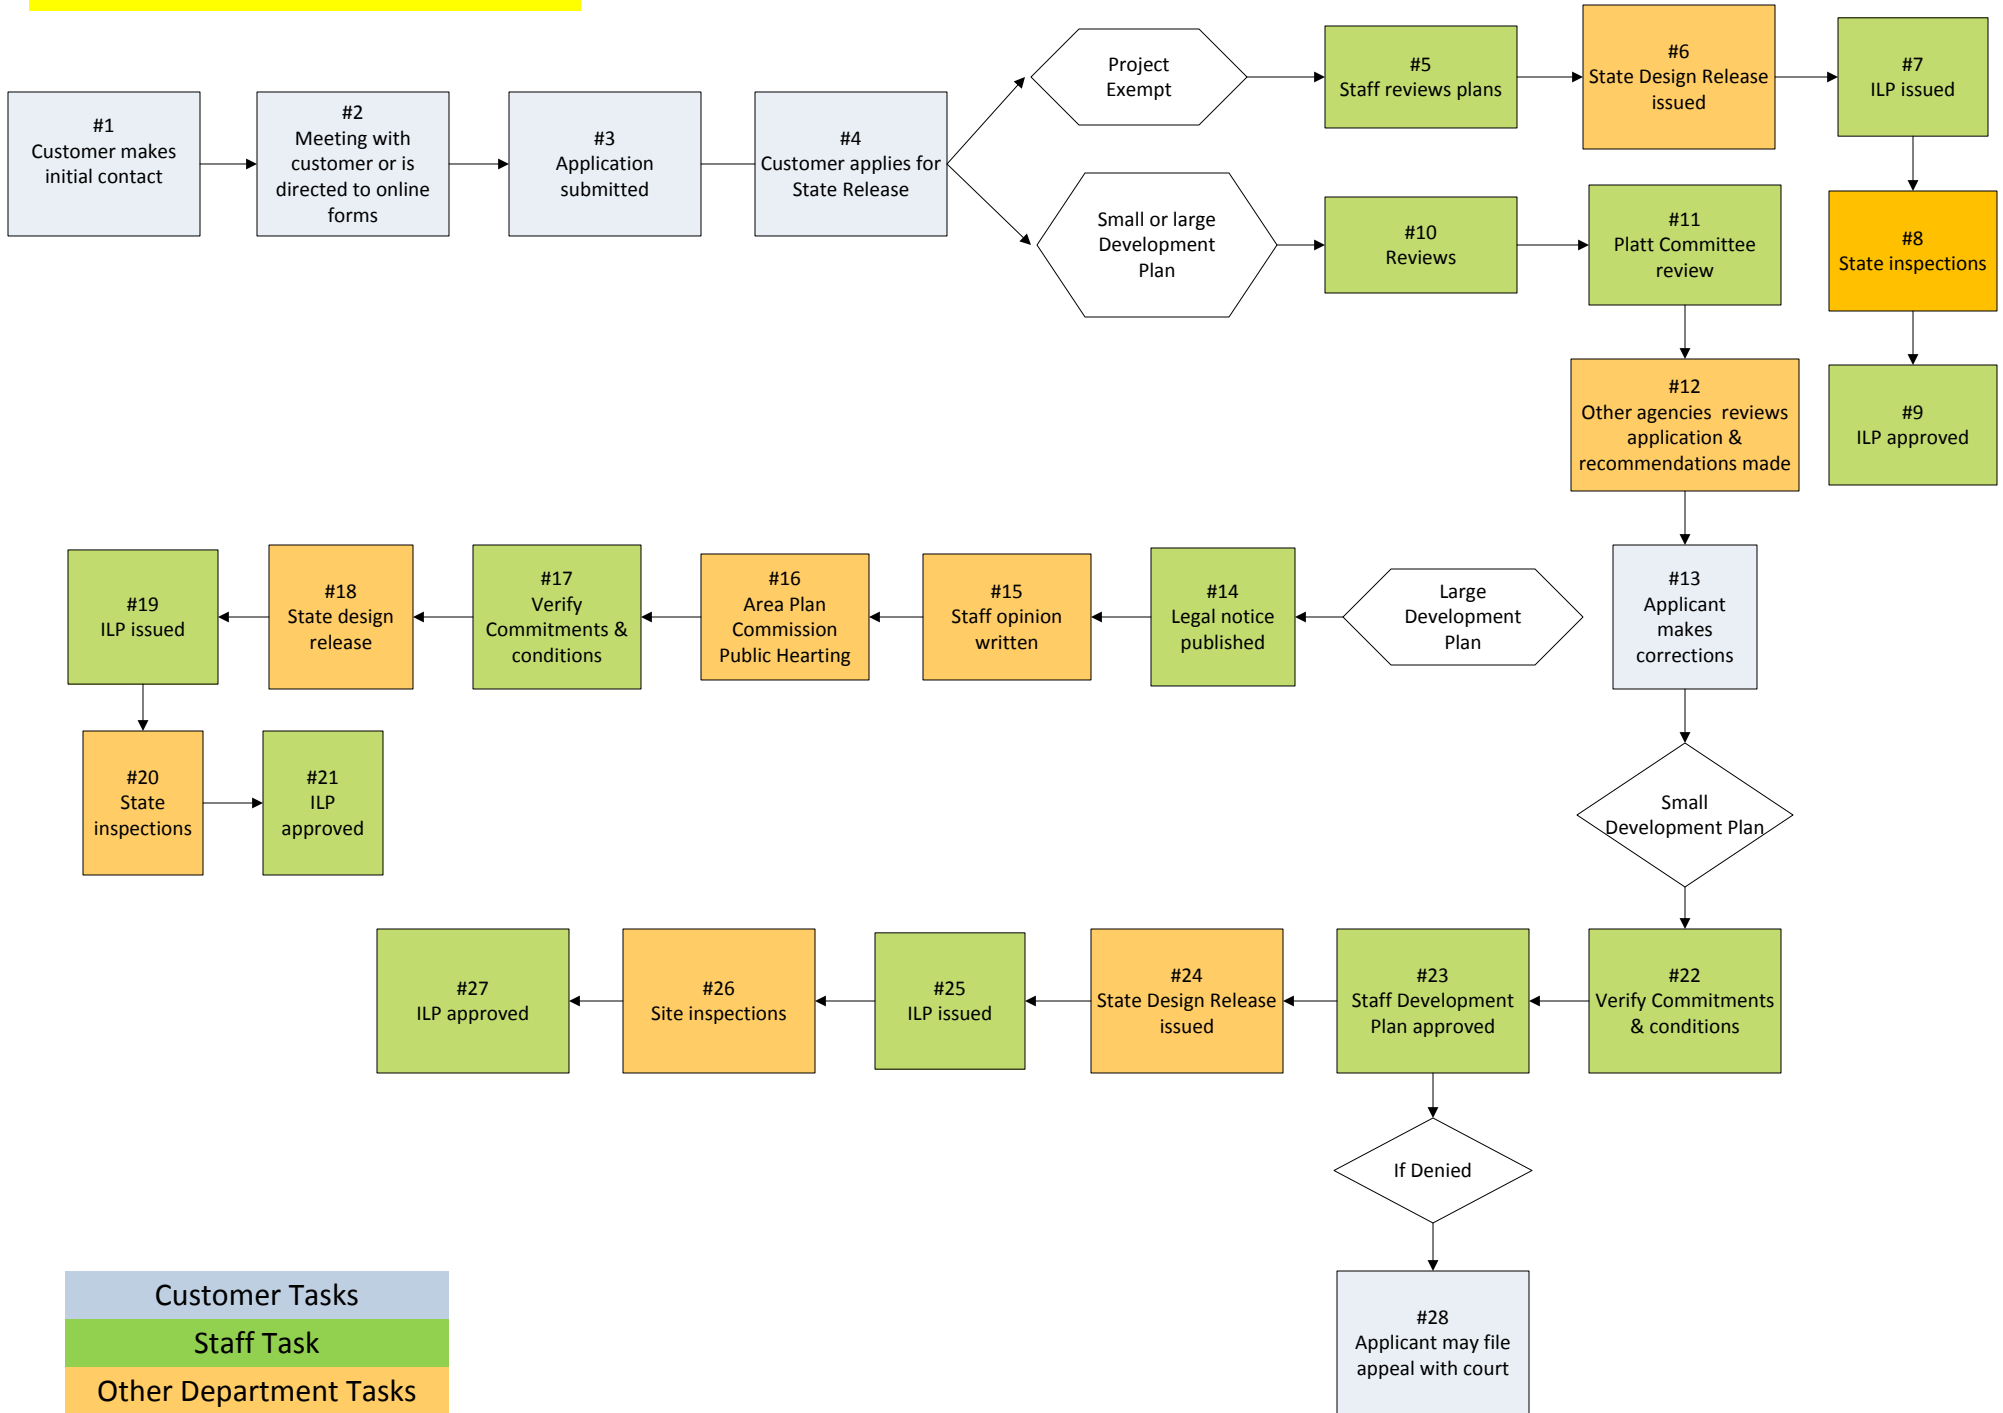 #1
Customer makes
initial contact
#2
Meeting with
customer or is
directed to online
forms
#3
Application
submitted
#4
Customer applies for
State Release
Project
Exempt
#5
Staff reviews plans
#6
State Design Release
issued
#7
ILP issued
#8
State inspections
#9
ILP approved
Small or large
Development
Plan
#10
Reviews
#11
Platt Committee
review
#12
Other agencies  reviews
application &
recommendations made
#13
Applicant
makes
corrections
Large
Development
Plan
#14
Legal notice
published
#15
Staff opinion
written
#16
Area Plan
Commission
Public Hearting
#17
Verify
Commitments &
conditions
#18
State design
release
#19
ILP issued
#20
State
inspections
#21
ILP
approved
Small
Development Plan
#22
Verify Commitments
& conditions
#23
Staff Development
Plan approved
#24
State Design Release
issued
#25
ILP issued
#26
Site inspections
#27
ILP approved
If Denied
#28
Applicant may file
appeal with court
Customer Tasks
Staff Task
Other Department Tasks